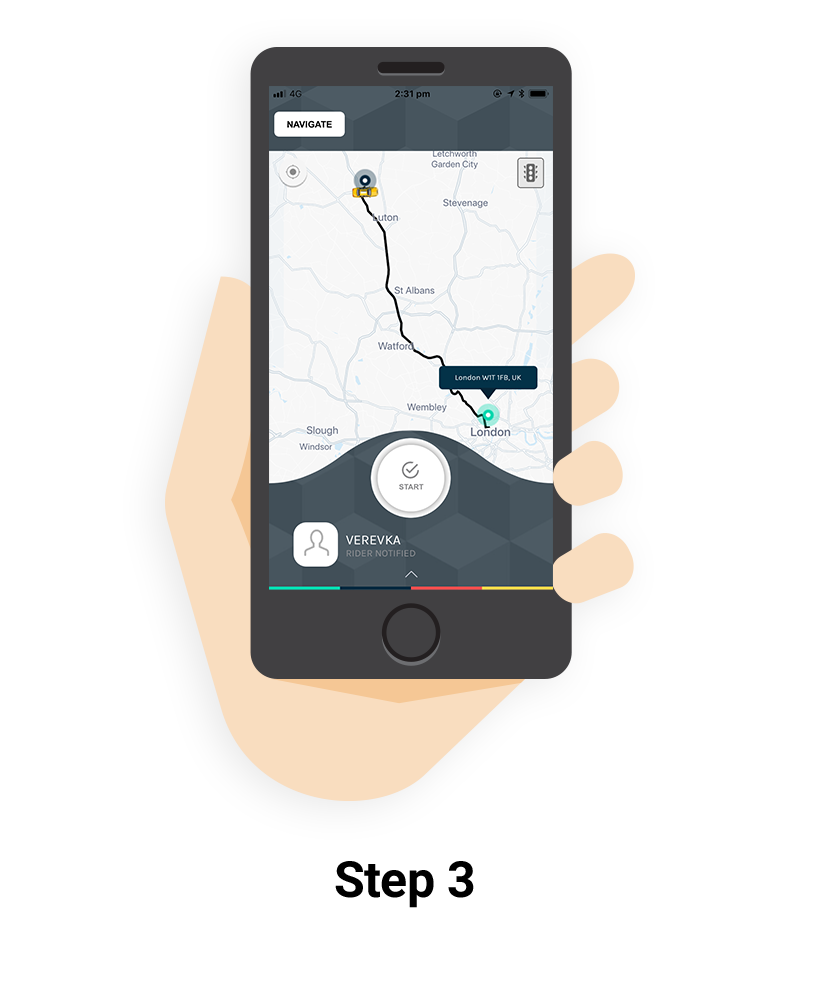 4G
2:31 pm
NAVIGATE
Letchworth
Garden City
Stevenage
Luton
St Albans
Watford
London W1T 1FB, UK
Wembley
London
Slough
Windsor
START
VEREVKA
RIDER NOTIFIED
Step 3